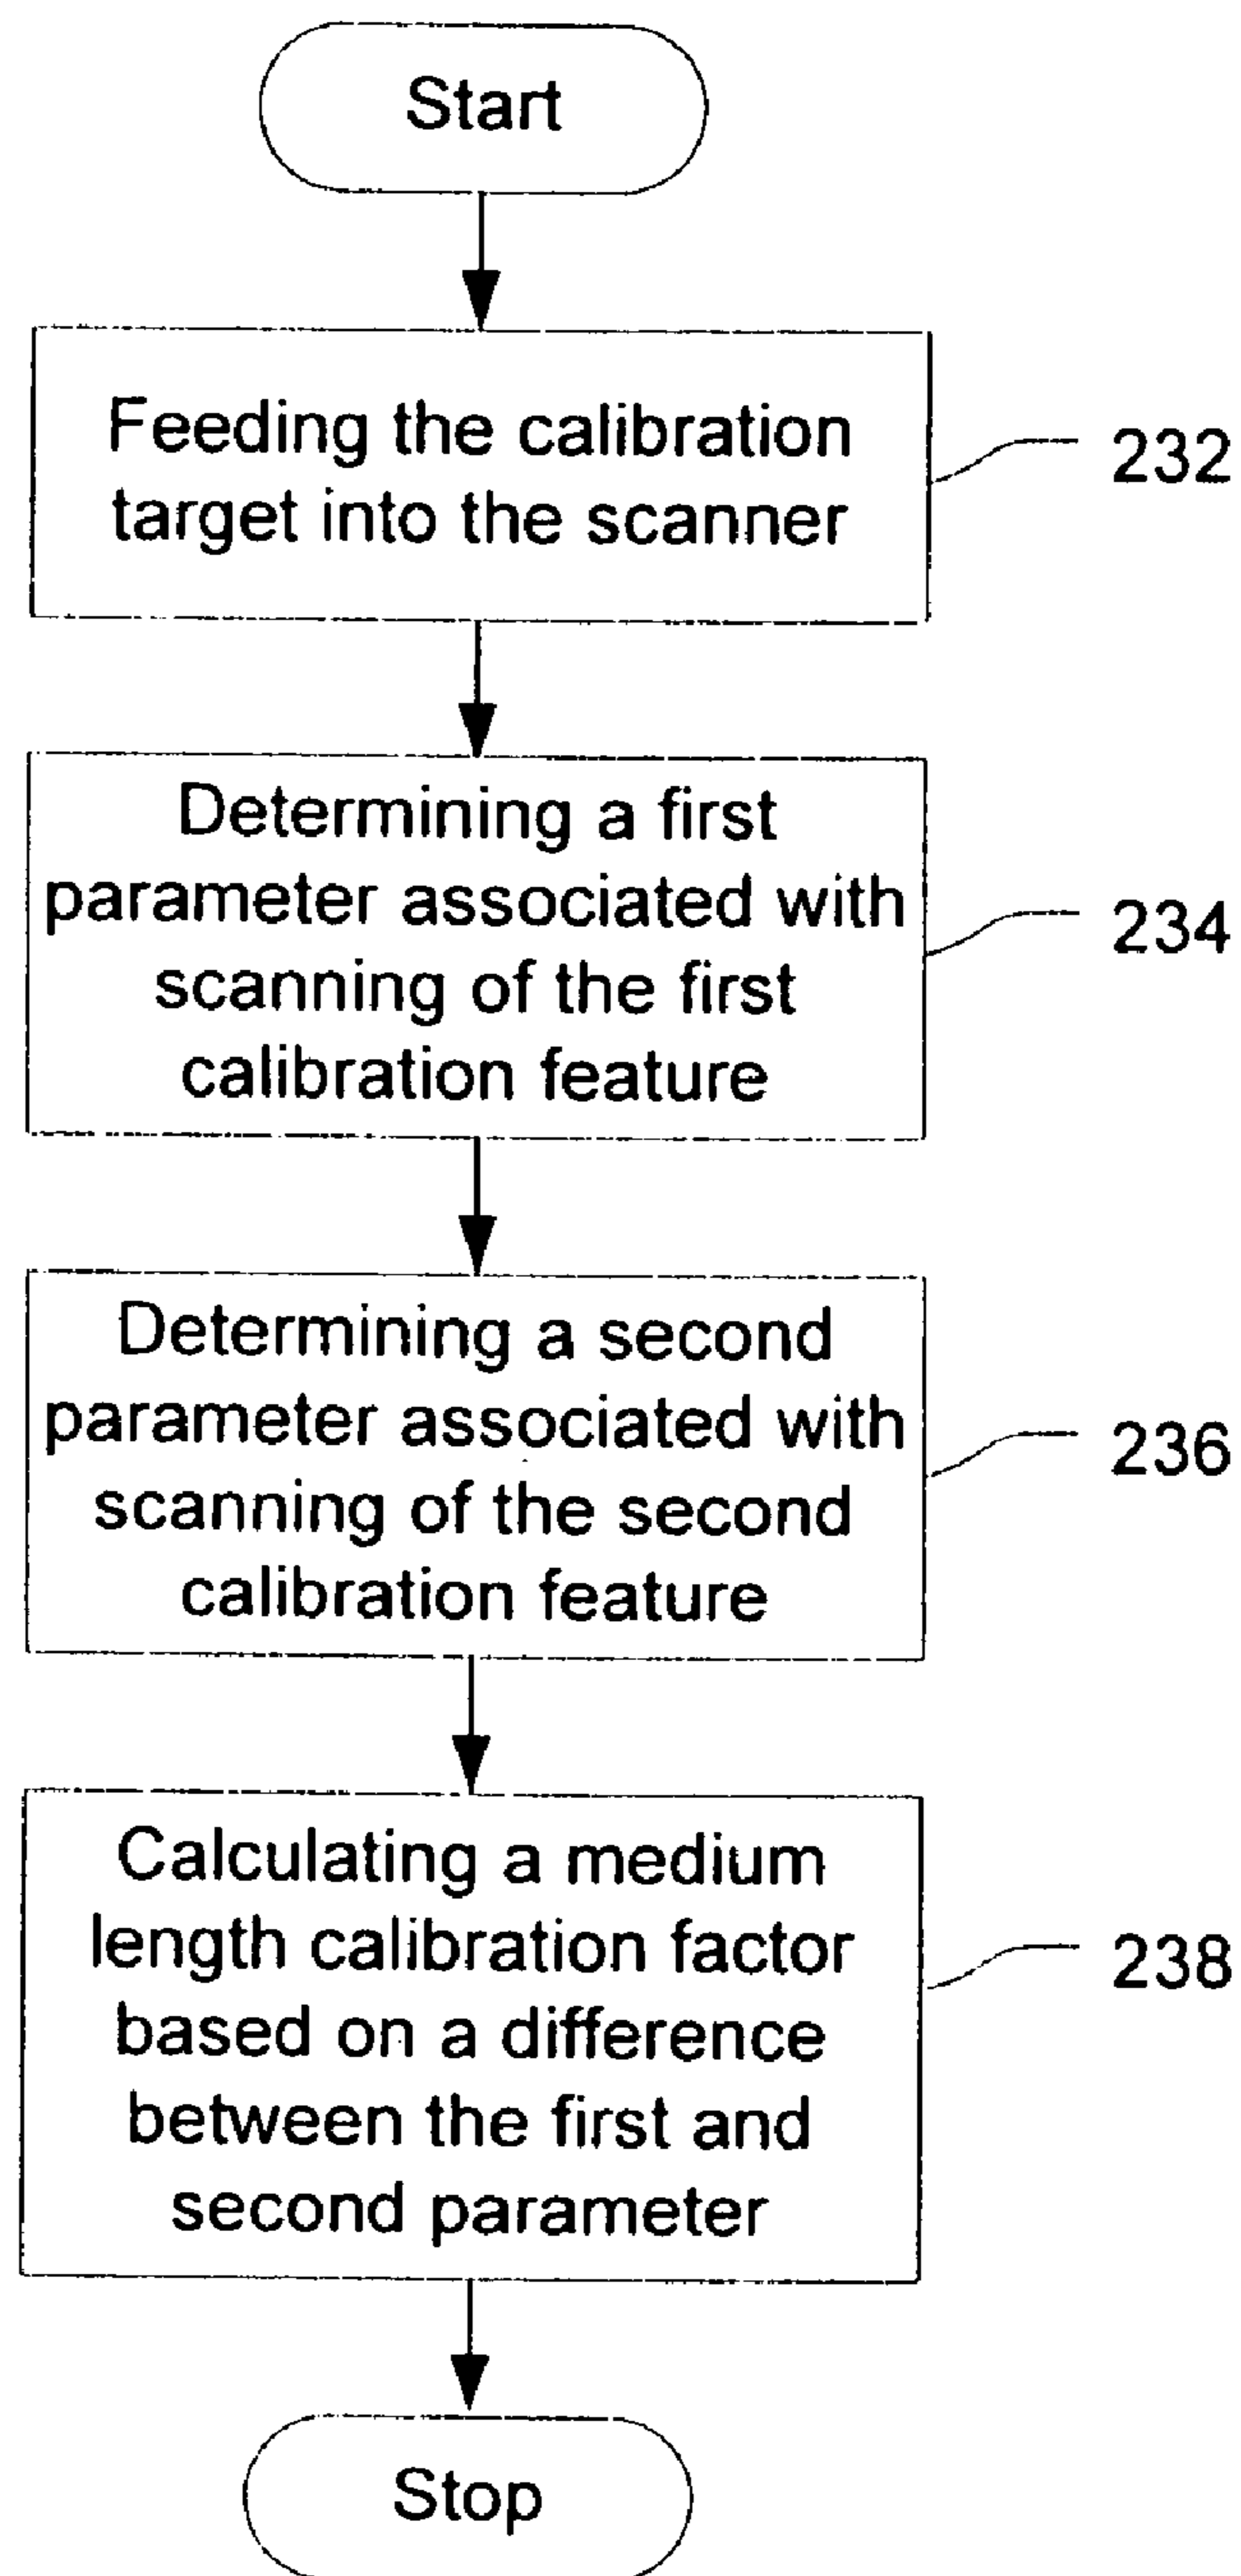 Start
Feeding the calibration
target into the scanner
232
Determining a first
parameter associated with
scanning of the first
calibration feature
234
Determining a second
parameter associated with
scanning of the second
calibration feature
236
Calculating a medium
length calibration factor
based on a difference
between the first and
second parameter
238
Stop